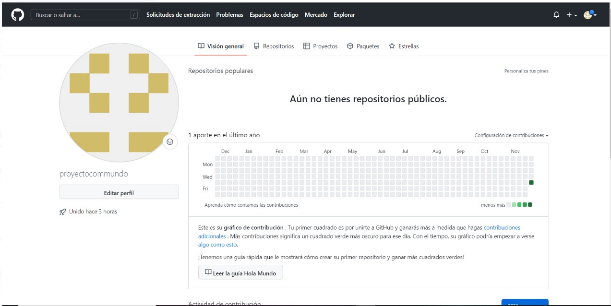 Buscar o saltar a...
Solicitudes de extracción Problemas Espacios de código Mercado Explorar
Visión general Repositorios Proyectos Paquetes Estrellas
Repositorios populares
Personaliza tus pines
Aún no tienes repositorios públicos.
1 aporte en el último año
Configuración de contribuciones
Dec Jan Feb Mar Apr May Jun Jul Aug Sep Oct Nov
Mon
Wed
Fri
Aprende cómo contamos las contribuciones
menos más
proyectocommundo
Editar perfil
Unido hace 3 horas
Este es su gráfico de contribución . Tu primer cuadrado es por unirte a GitHub y ganarás más a medida que hagas contribuciones
adicionales . Más contribuciones significa un cuadrado verde más oscuro para ese día. Con el tiempo, su gráfico podría empezar a verse
algo como esto.
¡Tenemos una guía rápida que le mostrará cómo crear su primer repositorio y ganar más cuadrados verdes!
Leer la guía Hola Mundo
Actividad de contribución